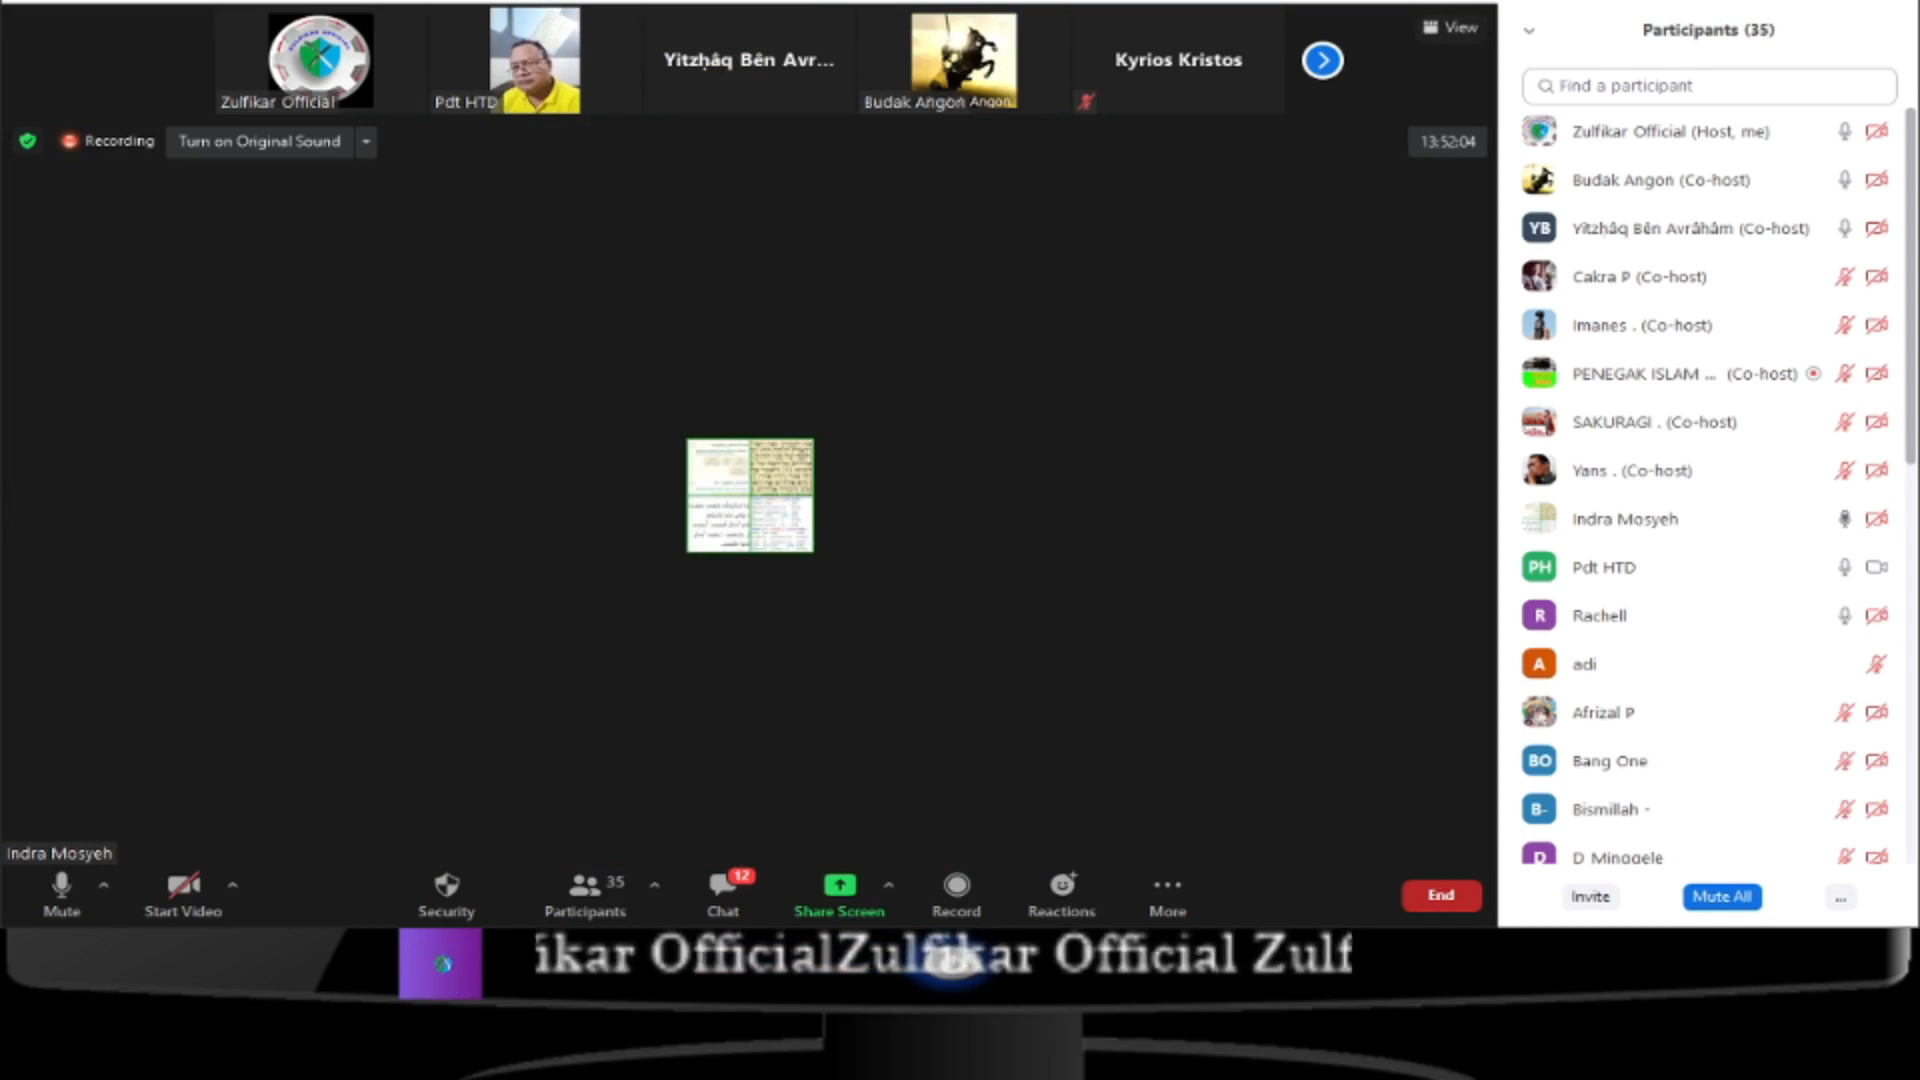 View
Zulfikar Official
Pdt HTD
Yitzḥâq Bên Avr...
Budak Angon Angon
Kyrios Kristos
Recording
Turn on Original Sound
13:52:04
Indra Mosyeh
Mute
Start Video
Security
35
Participants
12
Chat
Share Screen
Record
Reactions
More
End
Participants (35)
Find a participant
Zulfikar Official (Host, me)
Budak Angon (Co-host)
YB
Yitzḥâq Bên Avrâhâm (Co-host)
Cakra P (Co-host)
Imanes . (Co-host)
PENEGAK ISLAM ... (Co-host)
SAKURAGI . (Co-host)
Yans . (Co-host)
Indra Mosyeh
PH
Pdt HTD
R
Rachell
A
adi
Afrizal P
BO
Bang One
B-
Bismillah -
D
D Minggele
Invite
Mute All
...
ikar OfficialZulfikar Official Zulf